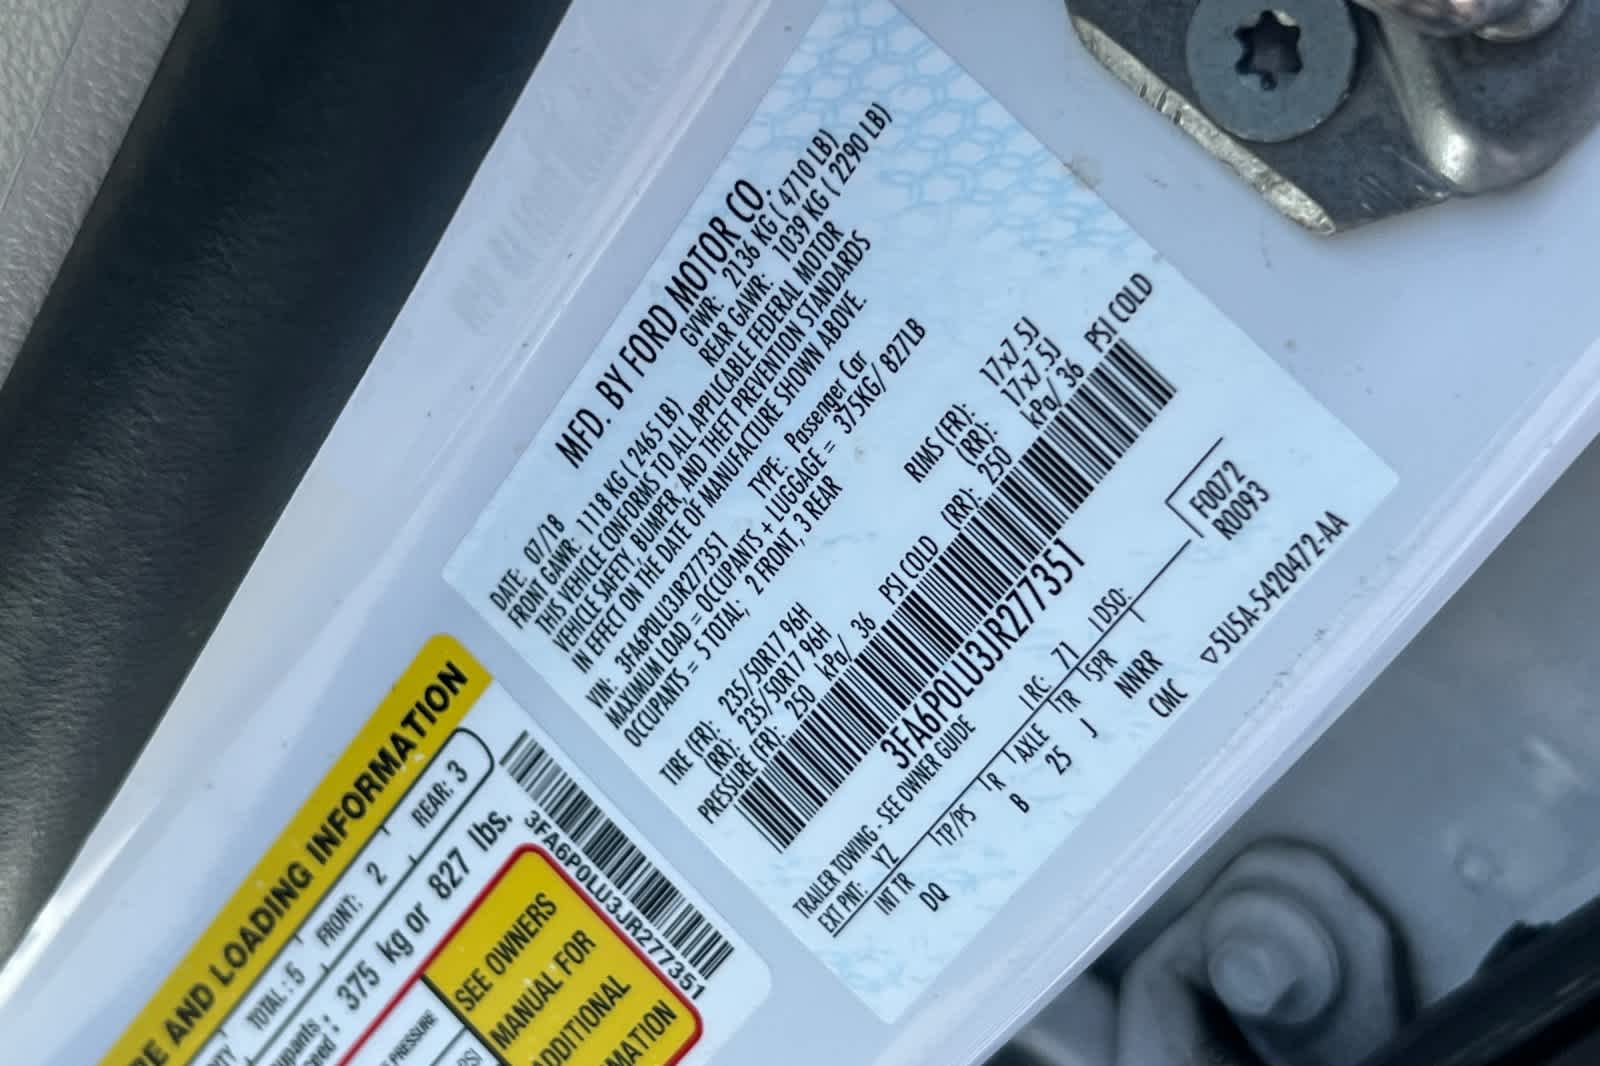 MFD. BY FORD MOTOR CO.
DATE: 07/18 GVWR: 2136 KG ( 4710 LB)
FRONT GAWR: 1118 KG ( 2465 LB) REAR GAWR: 1039 KG ( 2290 LB)
THIS VEHICLE CONFORMS TO ALL APPLICABLE FEDERAL MOTOR
VEHICLE SAFETY, BUMPER, AND THEFT PREVENTION STANDARDS
IN EFFECT ON THE DATE OF MANUFACTURE SHOWN ABOVE.
VIN: 3FA6P0LU3JR277351 TYPE: Passenger Car
MAXIMUM LOAD = OCCUPANTS + LUGGAGE = 375KG/ 827LB
OCCUPANTS = 5 TOTAL, 2 FRONT, 3 REAR
TIRE (FR): 235/50R17 96H RIMS (FR): 17x7.5J
(RR): 235/50R17 96H (RR): 17x7.5J
PRESSURE (FR): 250 kPa/ 36 PSI COLD (RR): 250 kPa/ 36 PSI COLD
3FA6P0LU3JR277351
TRAILER TOWING - SEE OWNER GUIDE F0072
EXT PNT: YZ RC: 71 DSO: R0093
INT TR TP/PS R AXLE TR SPR
DQ B 25 J NWRR
CMC ▽5U5A-5420472-AA
RE AND LOADING INFORMATION
TOTAL : 5 FRONT: 2 REAR: 3
375 kg or 827 lbs.
PRESSURE
SEE OWNERS
MANUAL FOR
ADDITIONAL
MATION
3FA6P0LU3JR277351